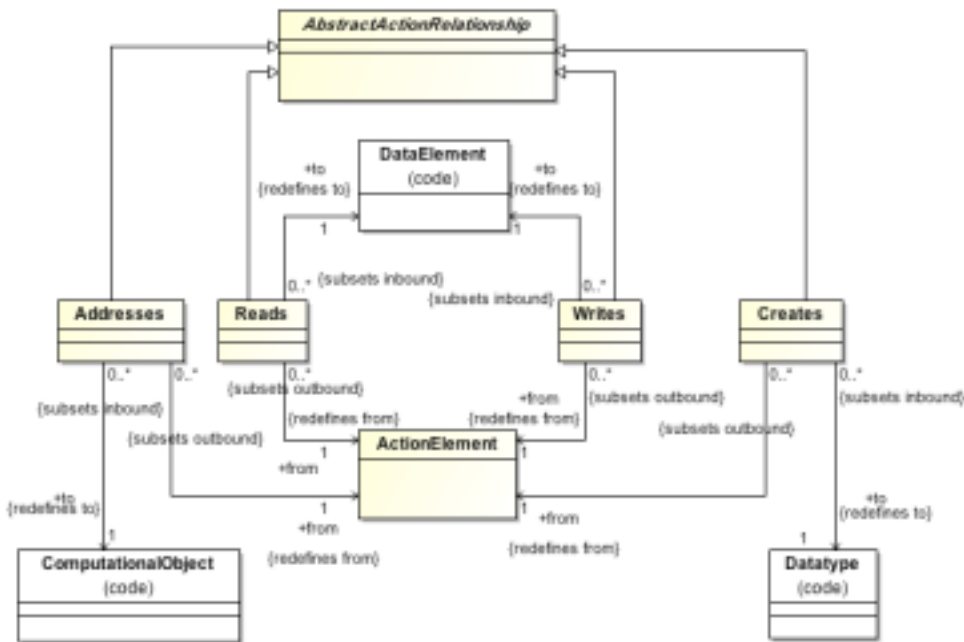 AbstractActionRelationship
DataElement
(code)
+to
{redefines to}
+to
{redefines to}
1
1
0..*
{subsets inbound}
0..*
{subsets inbound}
Addresses
Reads
Writes
Creates
0..*
0..*
0..*
0..*
0..*
0..*
{subsets inbound}
{subsets outbound}
{subsets outbound}
{subsets inbound}
+from
{redefines from}
{redefines from}
{subsets outbound}
{subsets outbound}
ActionElement
1
1
+from
1
1
+to
{redefines to}
+to
{redefines to}
+from
{redefines from}
+from
{redefines from}
1
1
ComputationalObject
(code)
Datatype
(code)